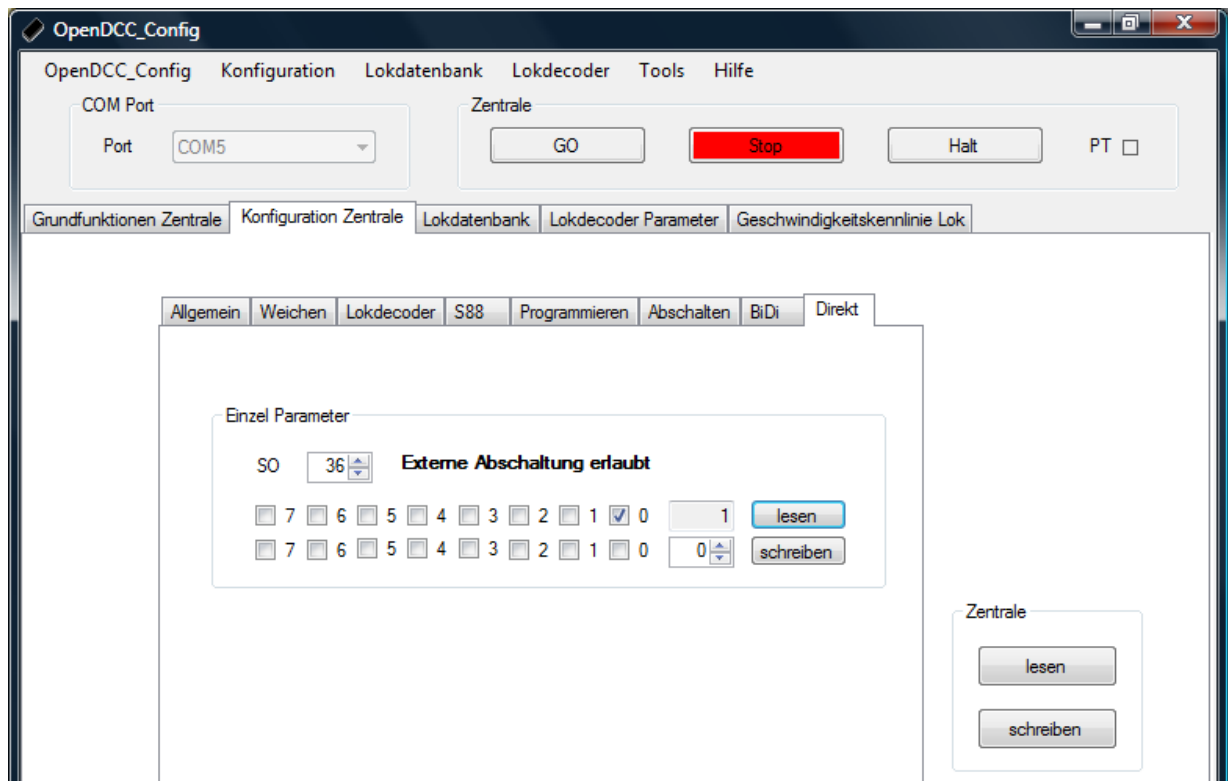 OpenDCC_Config
OpenDCC_Config Konfiguration Lokdatenbank Lokdecoder Tools Hilfe
COM Port Zentrale
Port COM5 GO Stop Halt PT
Grundfunktionen Zentrale Konfiguration Zentrale Lokdatenbank Lokdecoder Parameter Geschwindigkeitskennlinie Lok
Allgemein Weichen Lokdecoder S88 Programmieren Abschalten BiDi Direkt
Einzel Parameter
SO 36 Externe Abschaltung erlaubt
7 6 5 4 3 2 1 0 1 lesen
7 6 5 4 3 2 1 0 0 schreiben
Zentrale
lesen
schreiben